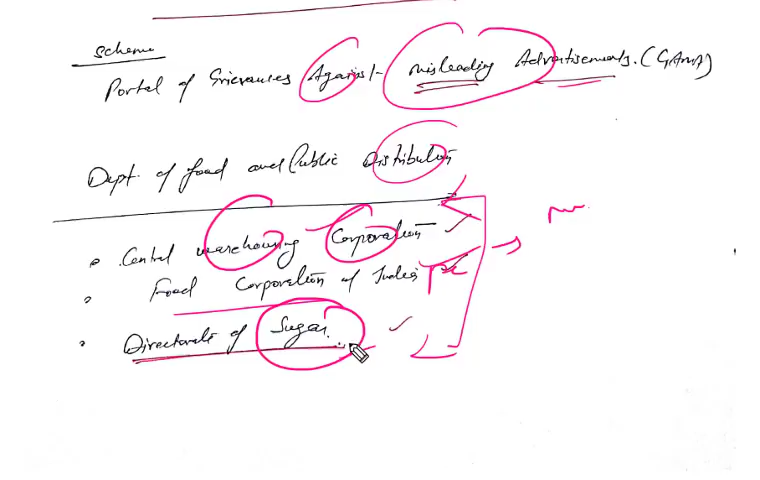 Scheme
Portal of Grievances Against misleading Advertisements. (GAMA)
Dept. of food and Public Distribution
• Central warehousing Corporation
• Food Corporation of India
• Directorate of Sugar